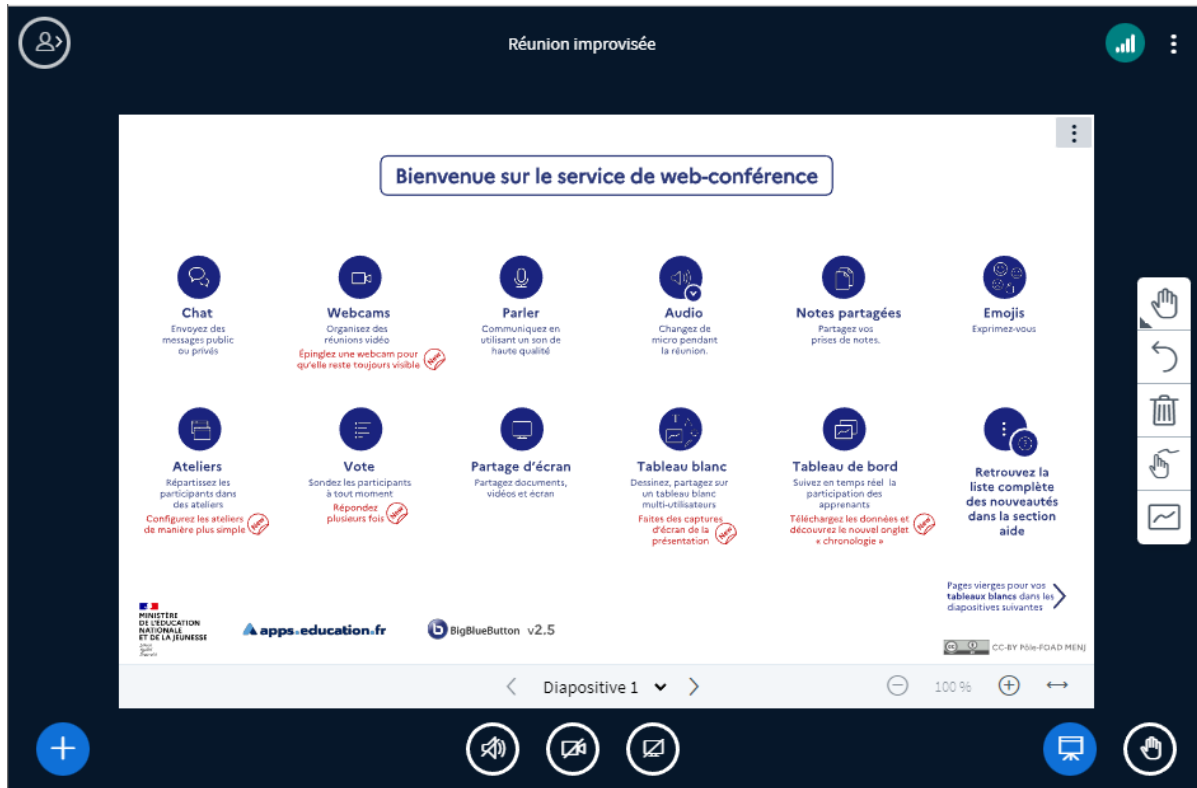 Réunion improvisée
Bienvenue sur le service de web-conférence
Chat
Envoyez des
messages public
ou privés
Webcams
Organisez des
réunions vidéo
Épinglez une webcam pour
qu'elle reste toujours visible
New
Parler
Communiquez en
utilisant un son de
haute qualité
Audio
Changez de
micro pendant
la réunion.
Notes partagées
Partagez vos
prises de notes.
Emojis
Exprimez-vous
Ateliers
Répartissez les
participants dans
des ateliers
Configurez les ateliers
de manière plus simple
New
Vote
Sondez les participants
à tout moment
Répondez
plusieurs fois
New
Partage d'écran
Partagez documents,
vidéos et écran
Tableau blanc
Dessinez, partagez sur
un tableau blanc
multi-utilisateurs
Faites des captures
d'écran de la
présentation
New
Tableau de bord
Suivez en temps réel la
participation des
apprenants
Téléchargez les données et
découvrez le nouvel onglet
« chronologie »
New
Retrouvez la
liste complète
des nouveautés
dans la section
aide
Pages vierges pour vos
tableaux blancs dans les
diapositives suivantes
MINISTÈRE
DE L'ÉDUCATION
NATIONALE
ET DE LA JEUNESSE
apps.education.fr
b BigBlueButton v2.5
cc
CC-BY Pôle-FOAD MENJ
Diapositive 1
100 %